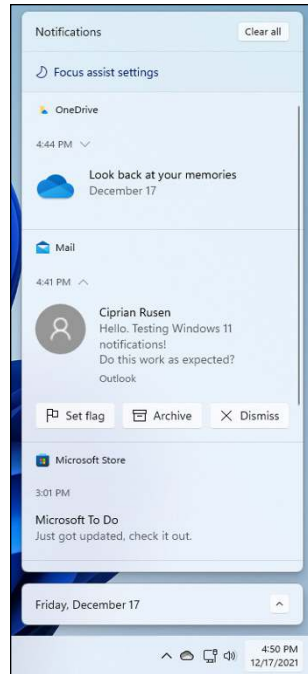 Notifications
Clear all
Focus assist settings
OneDrive
4:44 PM
Look back at your memories
December 17
Mail
4:41 PM
Ciprian Rusen
Hello. Testing Windows 11
notifications!
Do this work as expected?
Outlook
Set flag
Archive
Dismiss
Microsoft Store
3:01 PM
Microsoft To Do
Just got updated, check it out.
Friday, December 17
4:50 PM
12/17/2021